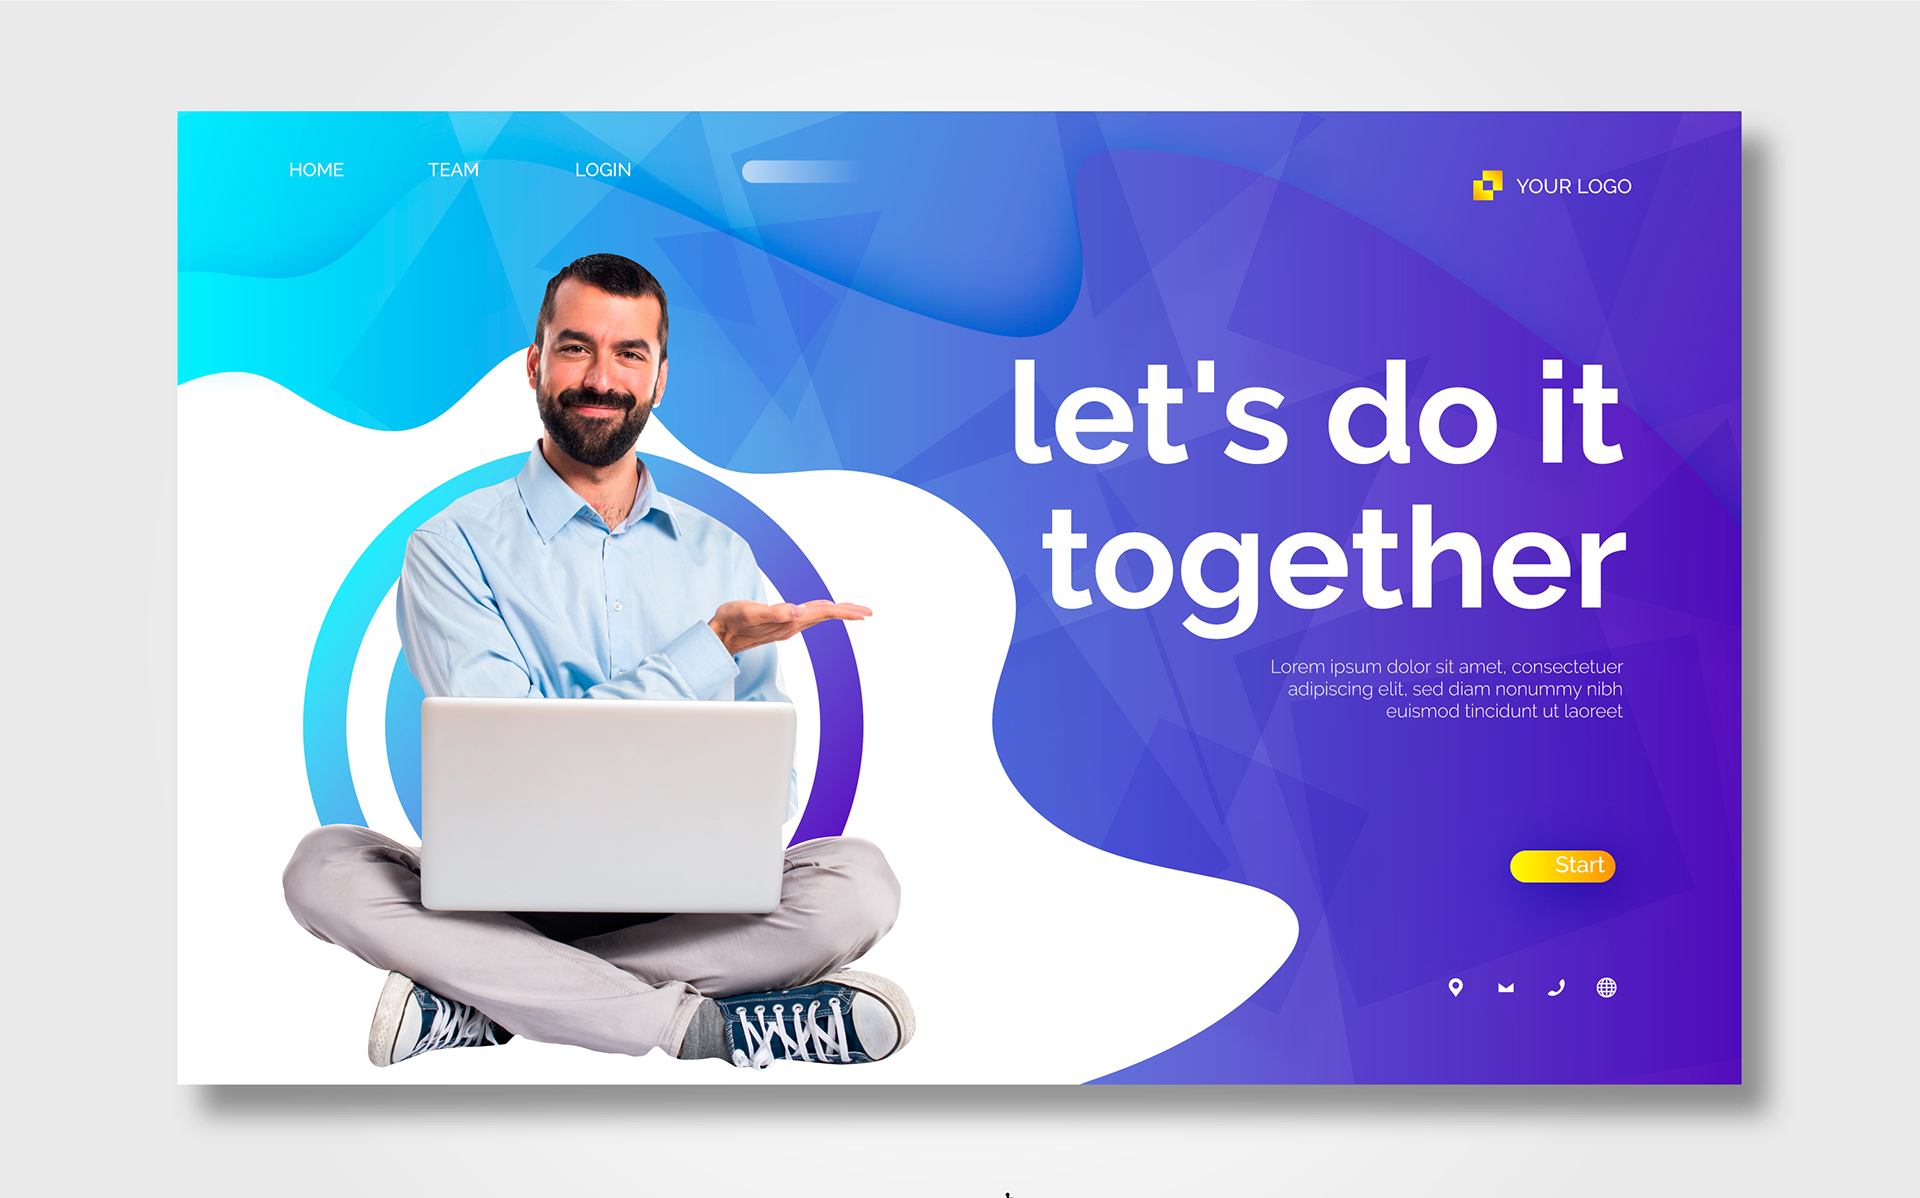 HOME TEAM LOGIN
YOUR LOGO
let's do it
together
Lorem ipsum dolor sit amet, consectetuer
adipiscing elit, sed diam nonummy nibh
euismod tincidunt ut laoreet
Start